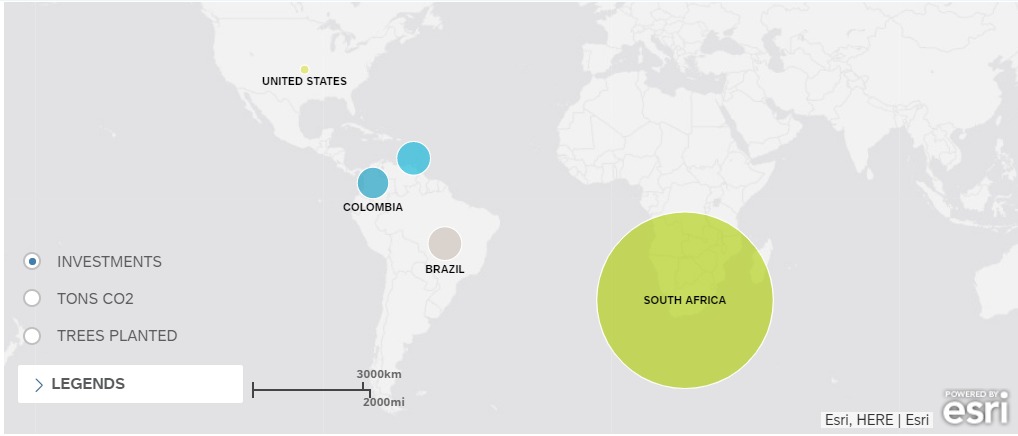 UNITED STATES
COLOMBIA
BRAZIL
SOUTH AFRICA
INVESTMENTS
TONS CO2
TREES PLANTED
LEGENDS
3000km
2000mi
POWERED BY
esri
Esri, HERE | Esri